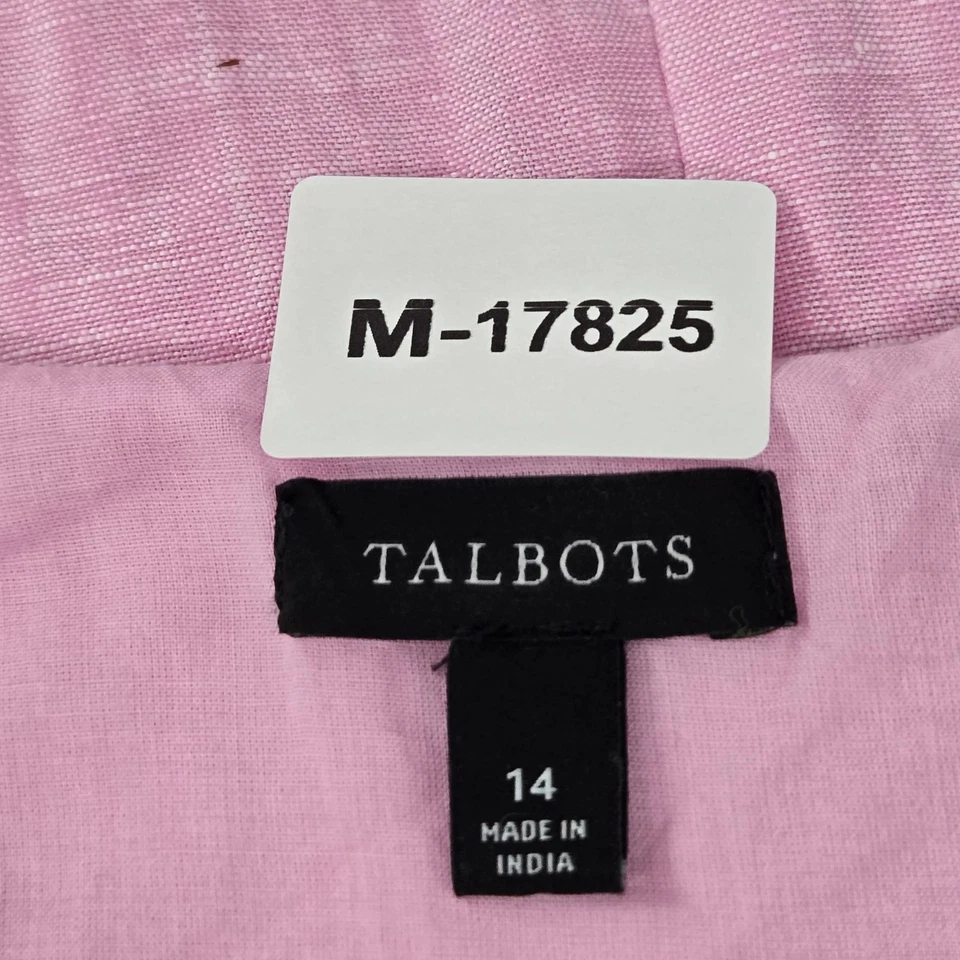 M-17825
TALBOTS
14
MADE IN
INDIA